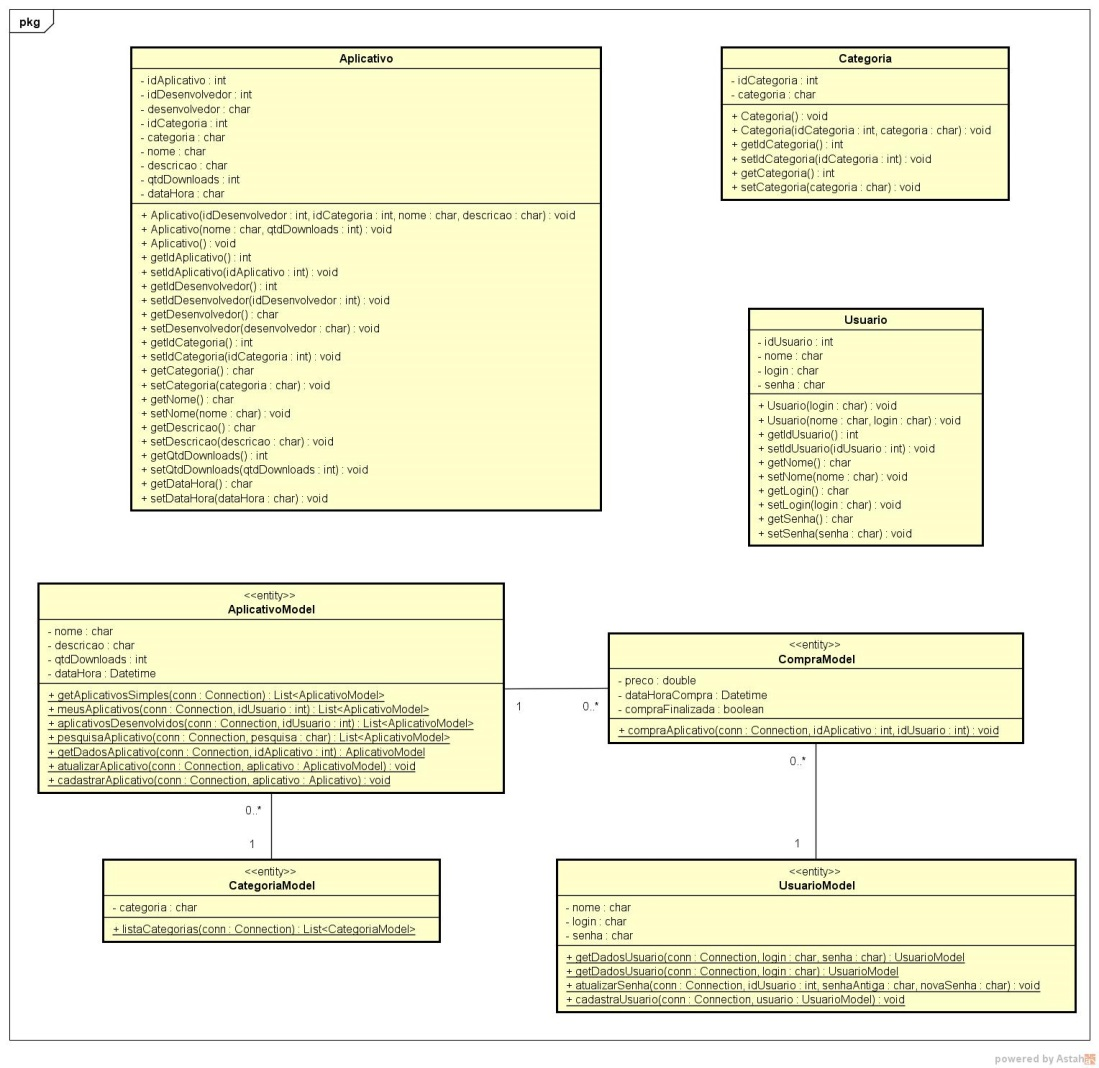 pkg
Aplicativo
- idAplicativo : int
- idDesenvolvedor : int
- desenvolvedor : char
- idCategoria : int
- categoria : char
- nome : char
- descricao : char
- qtdDownloads : int
- dataHora : char
+ Aplicativo(idDesenvolvedor : int, idCategoria : int, nome : char, descricao : char) : void
+ Aplicativo(nome : char, qtdDownloads : int) : void
+ Aplicativo() : void
+ getIdAplicativo() : int
+ setIdAplicativo(idAplicativo : int) : void
+ getIdDesenvolvedor() : int
+ setIdDesenvolvedor(idDesenvolvedor : int) : void
+ getDesenvolvedor() : char
+ setDesenvolvedor(desenvolvedor : char) : void
+ getIdCategoria() : int
+ setIdCategoria(idCategoria : int) : void
+ getCategoria() : char
+ setCategoria(categoria : char) : void
+ getNome() : char
+ setNome(nome : char) : void
+ getDescricao() : char
+ setDescricao(descricao : char) : void
+ getQtdDownloads() : int
+ setQtdDownloads(qtdDownloads : int) : void
+ getDataHora() : char
+ setDataHora(dataHora : char) : void
Categoria
- idCategoria : int
- categoria : char
+ Categoria() : void
+ Categoria(idCategoria : int, categoria : char) : void
+ getIdCategoria() : int
+ setIdCategoria(idCategoria : int) : void
+ getCategoria() : int
+ setCategoria(categoria : char) : void
Usuario
- idUsuario : int
- nome : char
- login : char
- senha : char
+ Usuario(login : char) : void
+ Usuario(nome : char, login : char) : void
+ getIdUsuario() : int
+ setIdUsuario(idUsuario : int) : void
+ getNome() : char
+ setNome(nome : char) : void
+ getLogin() : char
+ setLogin(login : char) : void
+ getSenha() : char
+ setSenha(senha : char) : void
<<entity>>
AplicativoModel
- nome : char
- descricao : char
- qtdDownloads : int
- dataHora : Datetime
+ getAplicativosSimples(conn : Connection) : List<AplicativoModel>
+ meusAplicativos(conn : Connection, idUsuario : int) : List<AplicativoModel>
+ aplicativosDesenvolvidos(conn : Connection, idUsuario : int) : List<AplicativoModel>
+ pesquisaAplicativo(conn : Connection, pesquisa : char) : List<AplicativoModel>
+ getDadosAplicativo(conn : Connection, idAplicativo : int) : AplicativoModel
+ atualizarAplicativo(conn : Connection, aplicativo : AplicativoModel) : void
+ cadastrarAplicativo(conn : Connection, aplicativo : Aplicativo) : void
1
0..*
<<entity>>
CompraModel
- preco : double
- dataHoraCompra : Datetime
- compraFinalizada : boolean
+ compraAplicativo(conn : Connection, idAplicativo : int, idUsuario : int) : void
0..*
1
0..*
1
<<entity>>
CategoriaModel
- categoria : char
+ listaCategorias(conn : Connection) : List<CategoriaModel>
<<entity>>
UsuarioModel
- nome : char
- login : char
- senha : char
+ getDadosUsuario(conn : Connection, login : char, senha : char) : UsuarioModel
+ getDadosUsuario(conn : Connection, login : char) : UsuarioModel
+ atualizarSenha(conn : Connection, idUsuario : int, senhaAntiga : char, novaSenha : char) : void
+ cadastraUsuario(conn : Connection, usuario : UsuarioModel) : void
powered by Astah